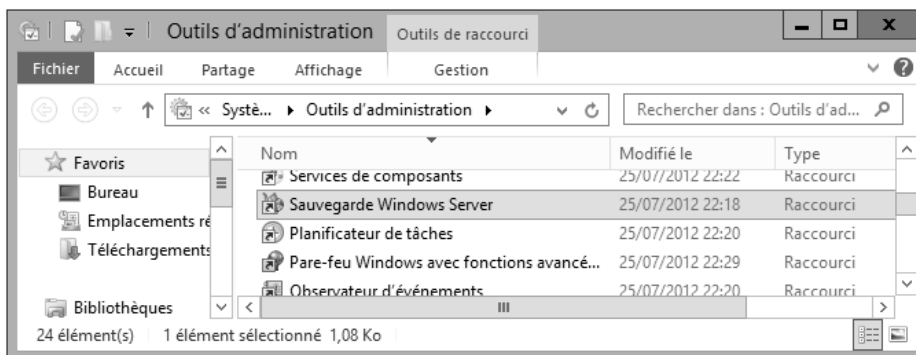 Outils d'administration Outils de raccourci
Fichier Accueil Partage Affichage Gestion
« Systè... Outils d'administration Rechercher dans : Outils d'ad...
Favoris
Bureau
Emplacements ré
Téléchargements
Bibliothèques
Nom Modifié le Type
Services de composants 25/07/2012 22:22 Raccourci
Sauvegarde Windows Server 25/07/2012 22:18 Raccourci
Planificateur de tâches 25/07/2012 22:20 Raccourci
Pare-feu Windows avec fonctions avancé... 25/07/2012 22:29 Raccourci
Observateur d'événements 25/07/2012 22:20 Raccourci
24 élément(s) 1 élément sélectionné 1,08 Ko